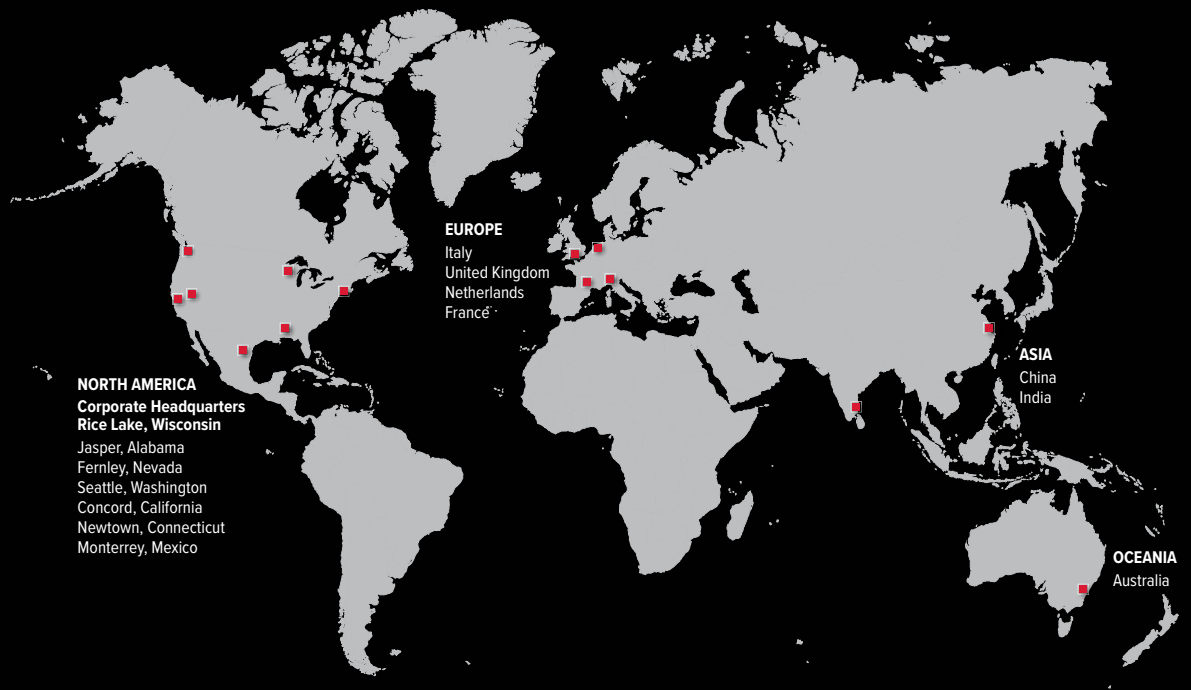 EUROPE
Italy
United Kingdom
Netherlands
France
NORTH AMERICA
Corporate Headquarters
Rice Lake, Wisconsin
Jasper, Alabama
Fernley, Nevada
Seattle, Washington
Concord, California
Newtown, Connecticut
Monterrey, Mexico
ASIA
China
India
OCEANIA
Australia